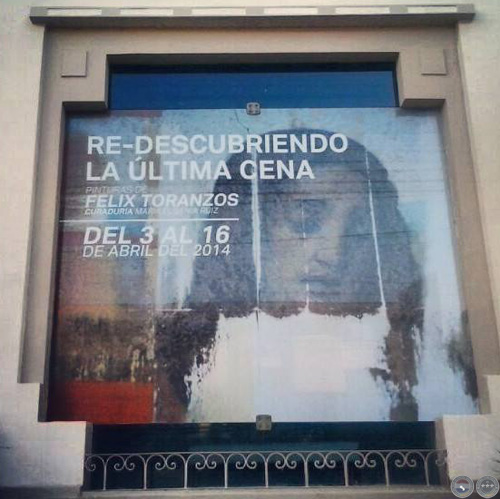 RE-DESCUBRIENDO
LA ÚLTIMA CENA
PINTURAS DE
FELIX TORANZOS
CURADURIA RUIZ
DEL 3 AL 16
DE ABRIL DEL 2014